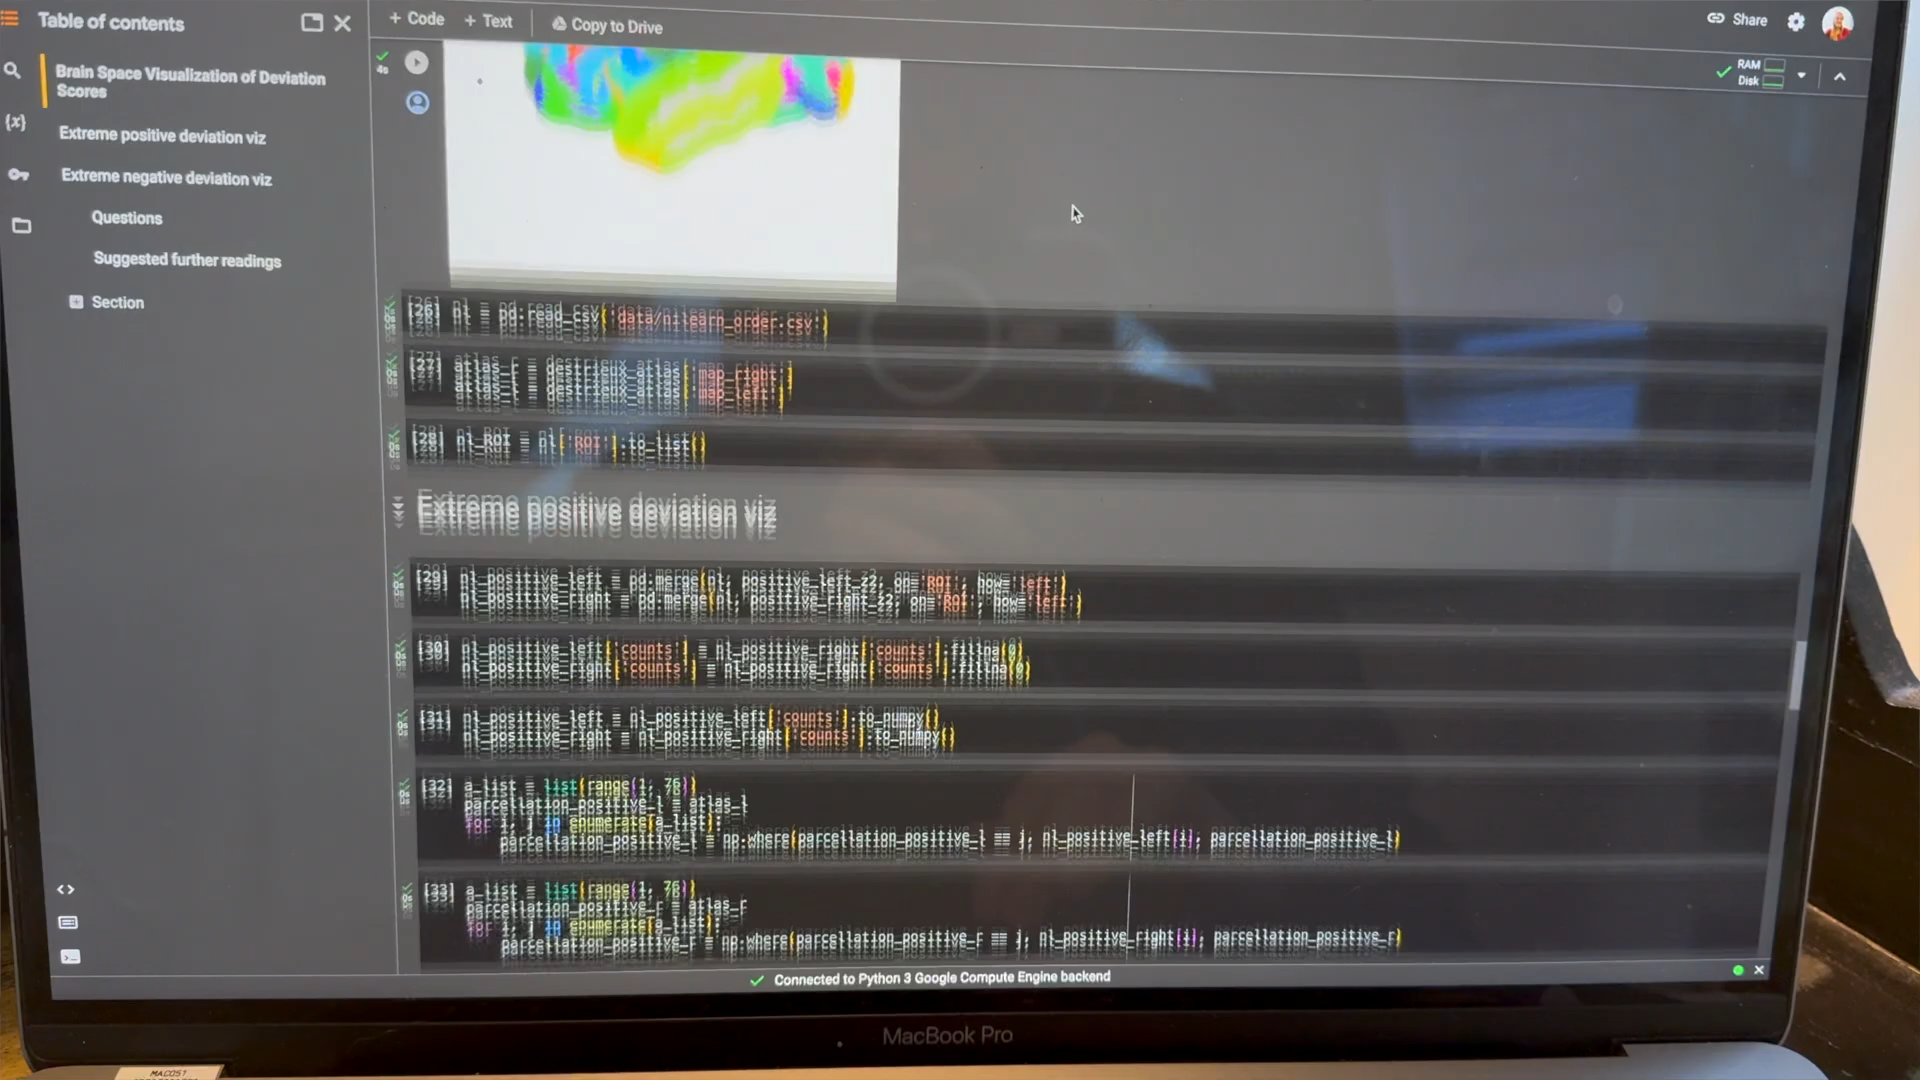 Table of contents
+ Code + Text Copy to Drive
Share
RAM
Disk
4s
Brain Space Visualization of Deviation
Scores
Extreme positive deviation viz
Extreme negative deviation viz
Questions
Suggested further readings
Section
{x}
[26] nl = pd.read_csv('data/nilearn_order.csv')
[27] atlas_r = destrieux_atlas['map_right']
atlas_l = destrieux_atlas['map_left']
[28] nl_ROI = nl['ROI'].to_list()
Extreme positive deviation viz
[29] nl_positive_left = pd.merge(nl, positive_left_z2, on='ROI', how='left')
nl_positive_right = pd.merge(nl, positive_right_z2, on='ROI', how='left')
[30] nl_positive_left['counts'] = nl_positive_right['counts'].fillna(0)
nl_positive_right['counts'] = nl_positive_right['counts'].fillna(0)
[31] nl_positive_left = nl_positive_left['counts'].to_numpy()
nl_positive_right = nl_positive_right['counts'].to_numpy()
[32] a_list = list(range(1, 76))
parcellation_positive_l = atlas_l
for i, j in enumerate(a_list):
parcellation_positive_l = np.where(parcellation_positive_l == j, nl_positive_left[i], parcellation_positive_l)
[33] a_list = list(range(1, 76))
parcellation_positive_r = atlas_r
for i, j in enumerate(a_list):
parcellation_positive_r = np.where(parcellation_positive_r == j, nl_positive_right[i], parcellation_positive_r)
Connected to Python 3 Google Compute Engine backend
MacBook Pro